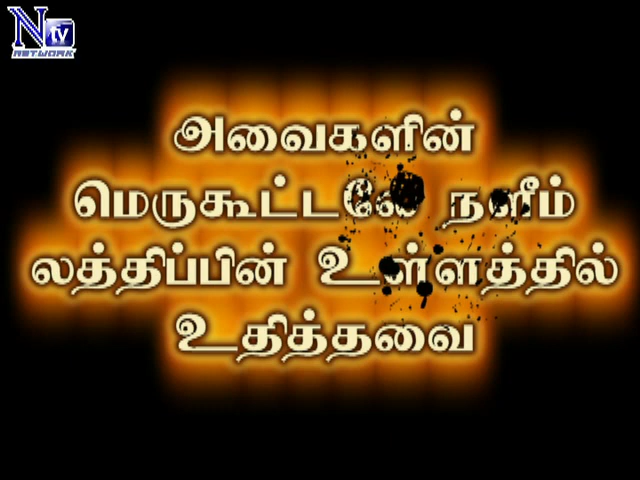 N tv
NETWORK
அவைகளின்
மெருகூட்டலே நளீம்
லத்திப்பின் உள்ளத்தில்
உதித்தவை